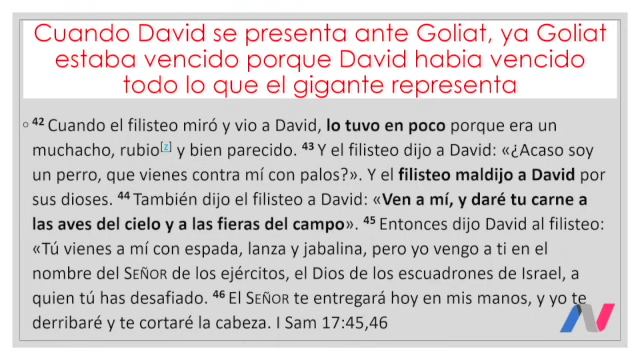 Cuando David se presenta ante Goliat, ya Goliat
estaba vencido porque David habia vencido
todo lo que el gigante representa
42 Cuando el filisteo miró y vio a David, lo tuvo en poco porque era un
muchacho, rubio[z] y bien parecido. 43 Y el filisteo dijo a David: «¿Acaso soy
un perro, que vienes contra mí con palos?». Y el filisteo maldijo a David por
sus dioses. 44 También dijo el filisteo a David: «Ven a mí, y daré tu carne a
las aves del cielo y a las fieras del campo». 45 Entonces dijo David al filisteo:
«Tú vienes a mí con espada, lanza y jabalina, pero yo vengo a ti en el
nombre del SEÑOR de los ejércitos, el Dios de los escuadrones de Israel, a
quien tú has desafiado. 46 El SEÑOR te entregará hoy en mis manos, y yo te
derribaré y te cortaré la cabeza. I Sam 17:45,46